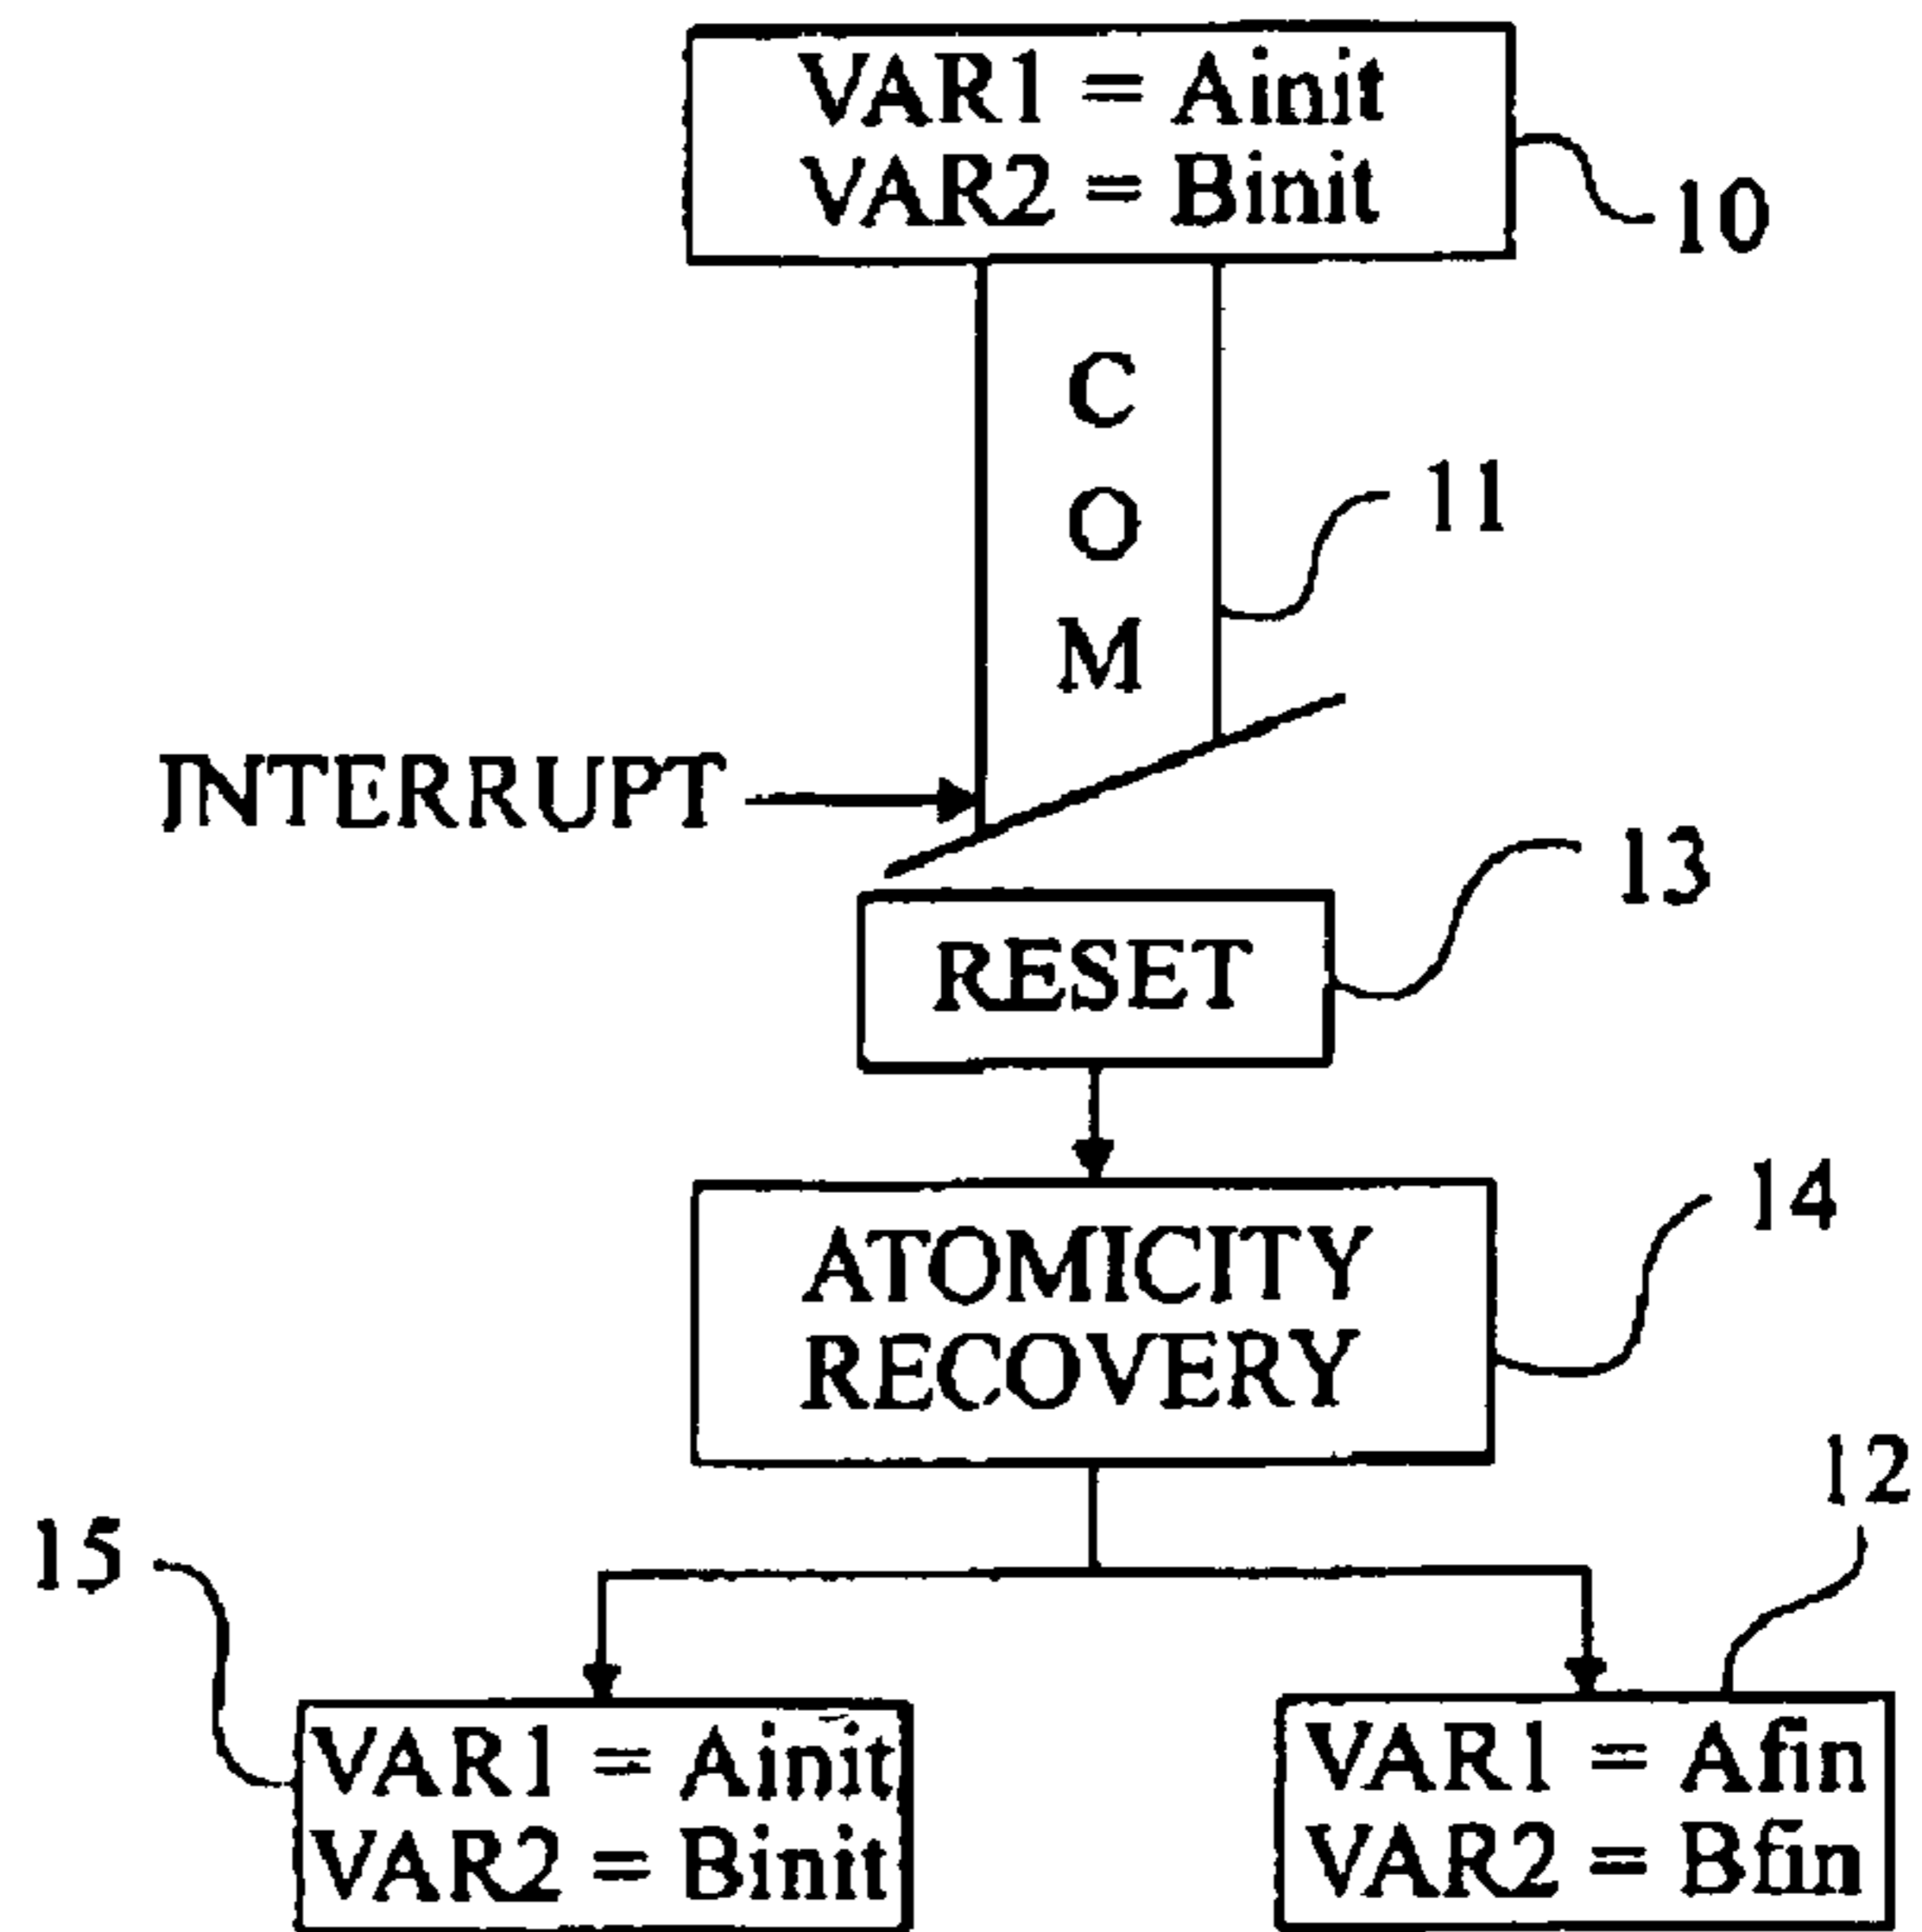 VAR1 = Ainit
VAR2 = Binit
10
C
O
M
11
INTERRUPT
13
RESET
14
ATOMICITY
RECOVERY
12
15
VAR1 = Ainit
VAR2 = Binit
VAR1 = Afin
VAR2 = Bfin